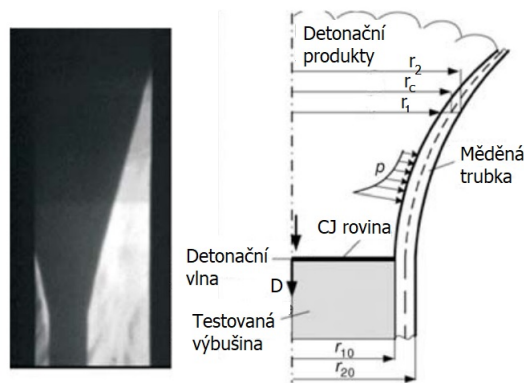 Detonační
produkty
r2
rc
r1
Měděná
trubka
p
CJ rovina
Detonační
vlna
D
Testovaná
výbušina
r10
r20